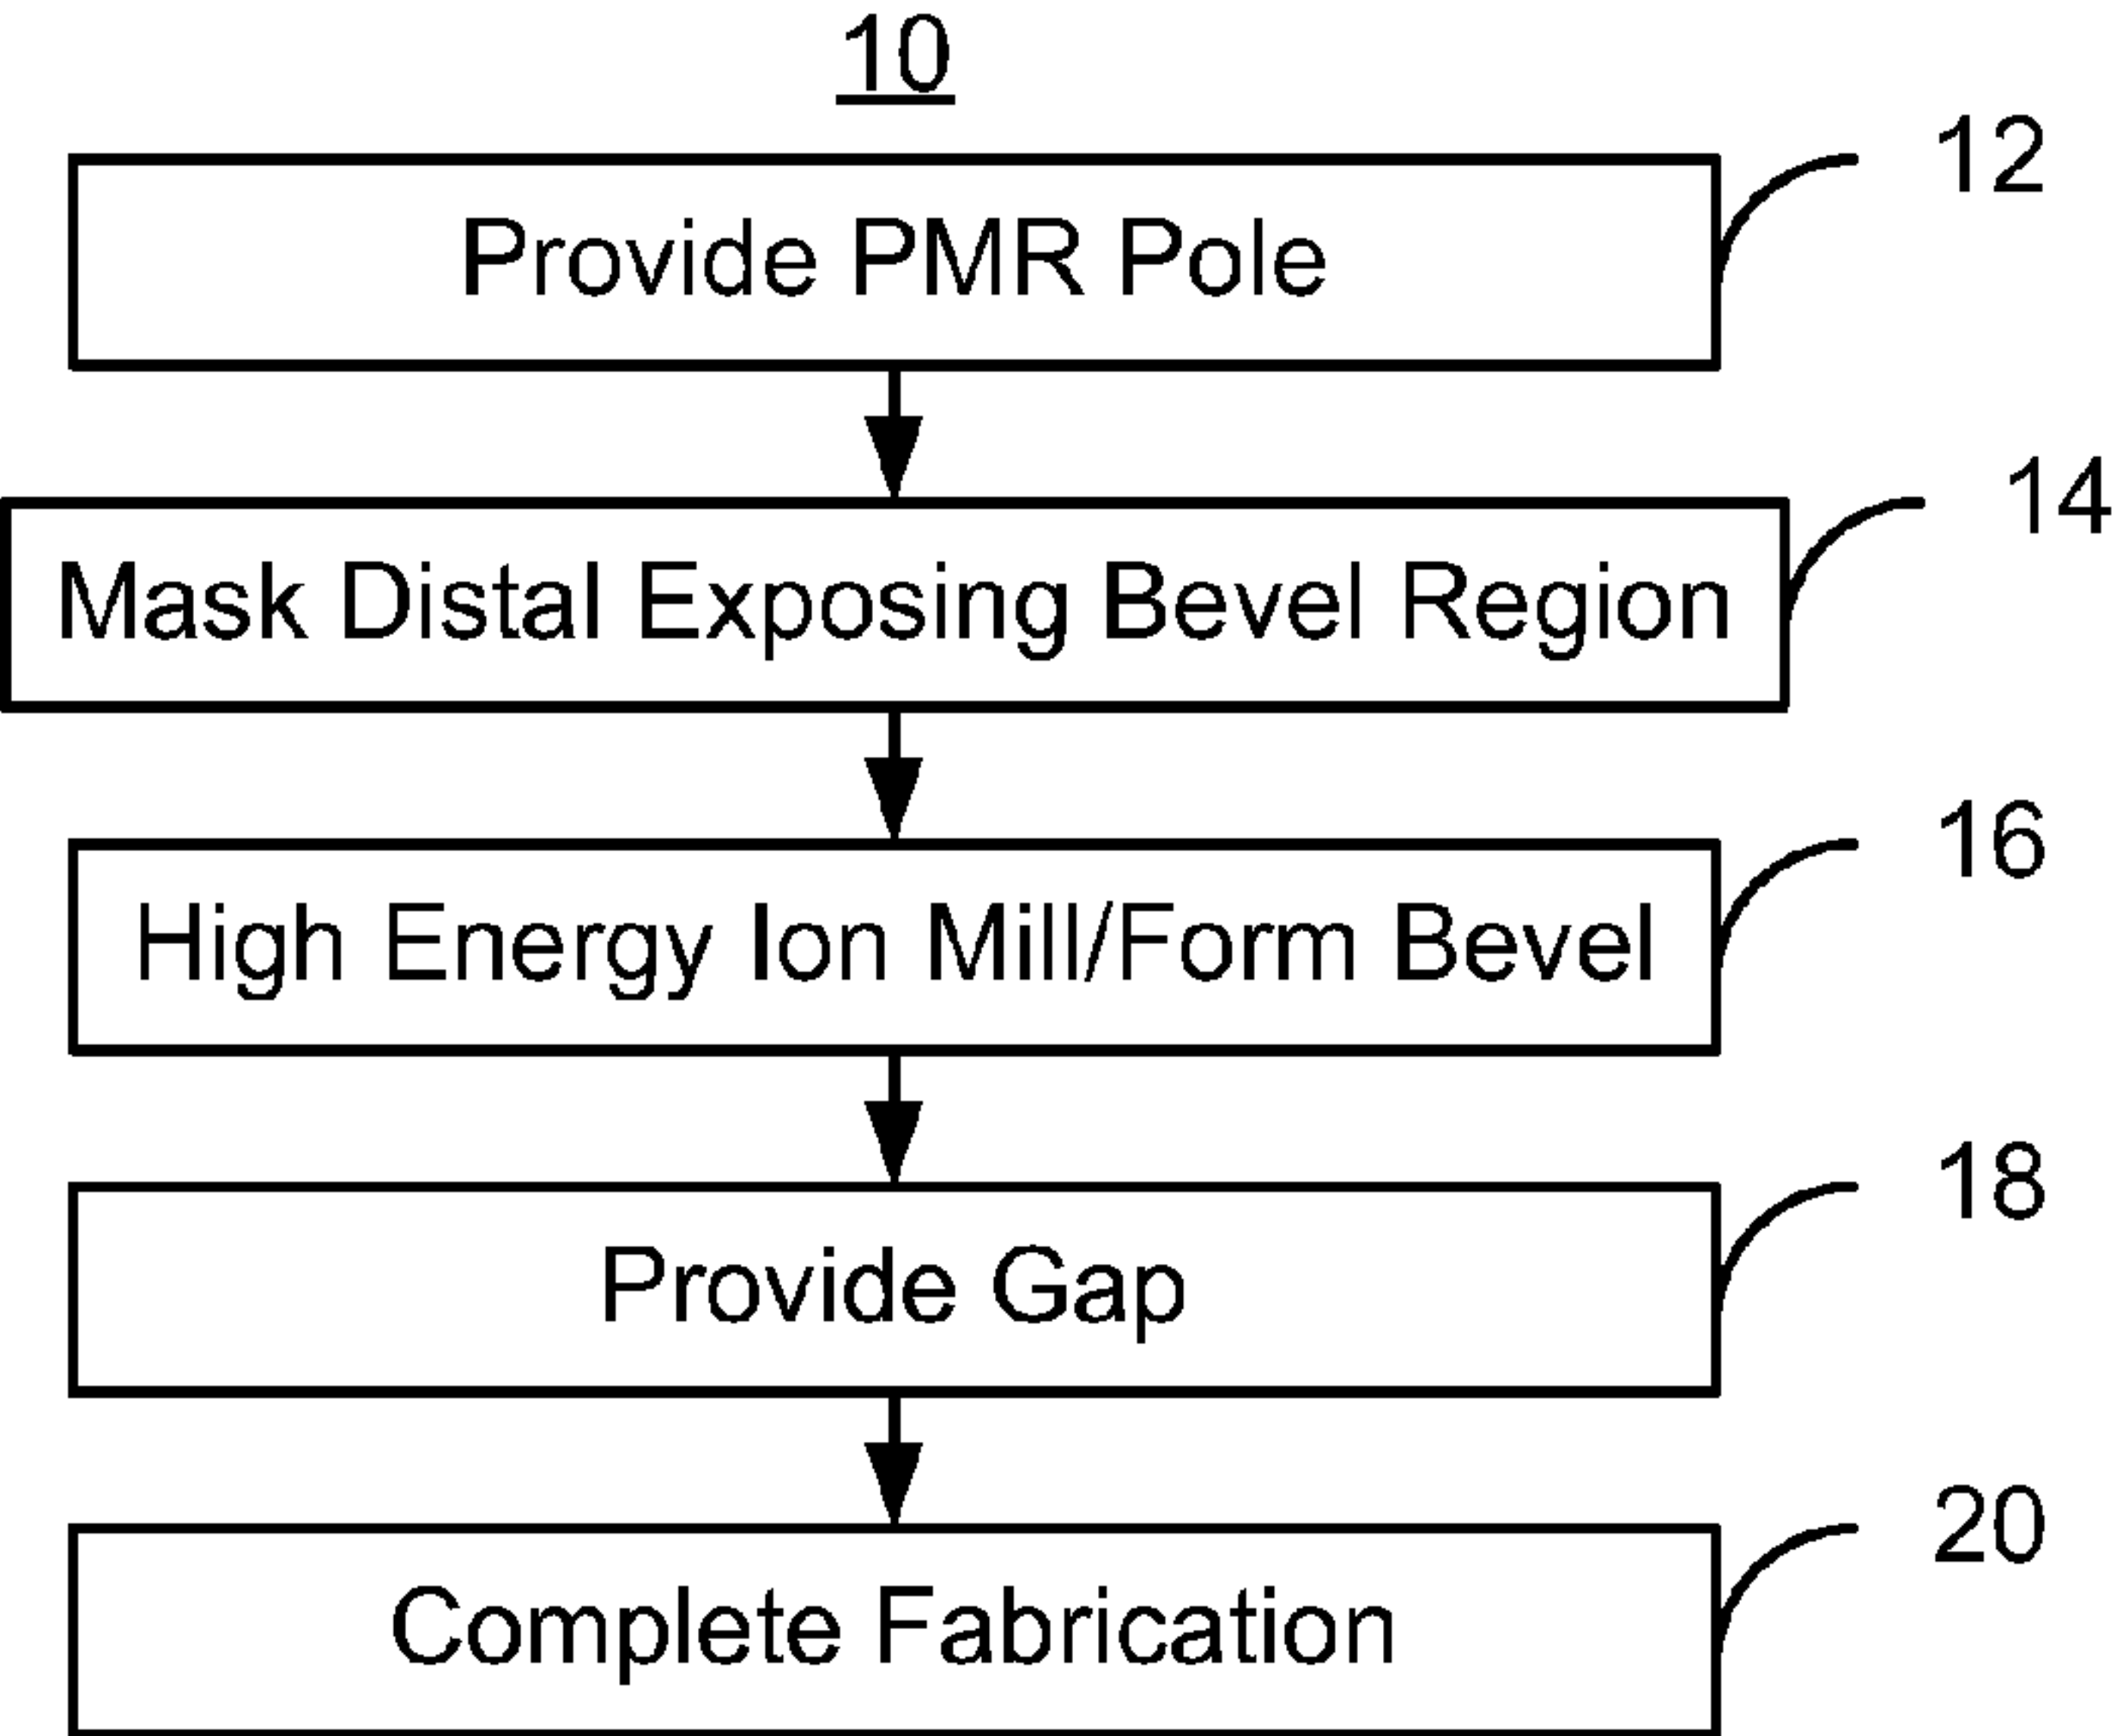 10
Provide PMR Pole
12
Mask Distal Exposing Bevel Region
14
High Energy Ion Mill/Form Bevel
16
Provide Gap
18
Complete Fabrication
20